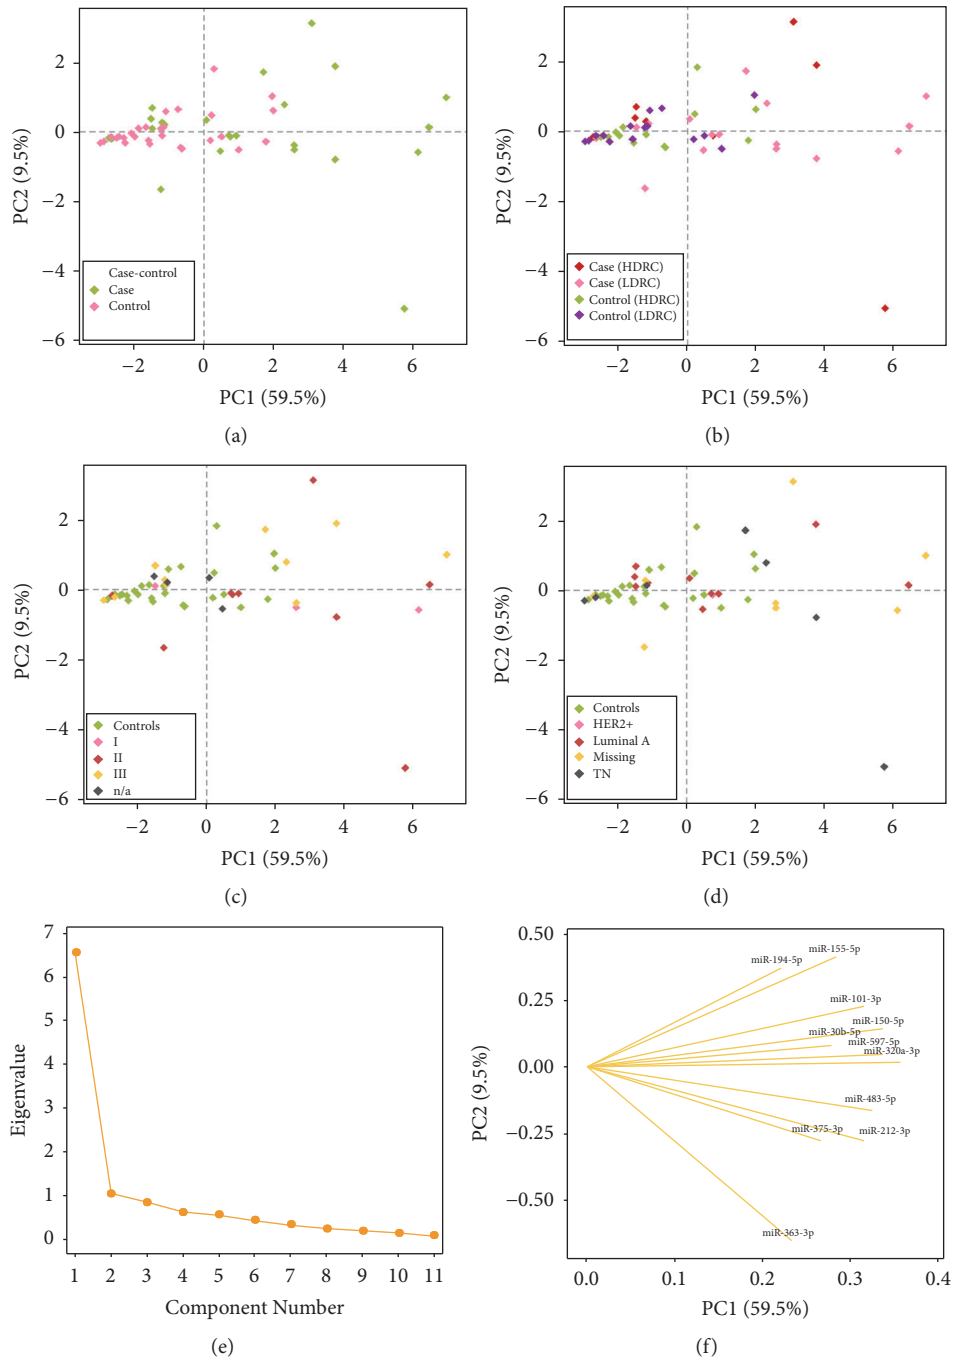 2
0
−2
−4
−6
PC2 (9.5%)
Case-control
Case
Control
−2
0
2
4
6
PC1 (59.5%)
(a)
2
0
−2
−4
−6
PC2 (9.5%)
Case (HDRC)
Case (LDRC)
Control (HDRC)
Control (LDRC)
−2
0
2
4
6
PC1 (59.5%)
(b)
2
0
−2
−4
−6
PC2 (9.5%)
Controls
I
II
III
n/a
−2
0
2
4
6
PC1 (59.5%)
(c)
2
0
−2
−4
−6
PC2 (9.5%)
Controls
HER2+
Luminal A
Missing
TN
−2
0
2
4
6
PC1 (59.5%)
(d)
7
6
5
4
3
2
1
0
Eigenvalue
1
2
3
4
5
6
7
8
9
10
11
Component Number
(e)
0.50
0.25
0.00
−0.25
−0.50
PC2 (9.5%)
miR-155-5p
miR-194-5p
miR-101-3p
miR-150-5p
miR-30b-5p
miR-597-5p
miR-320a-3p
miR-483-5p
miR-375-3p
miR-212-3p
miR-363-3p
0.0
0.1
0.2
0.3
0.4
PC1 (59.5%)
(f)